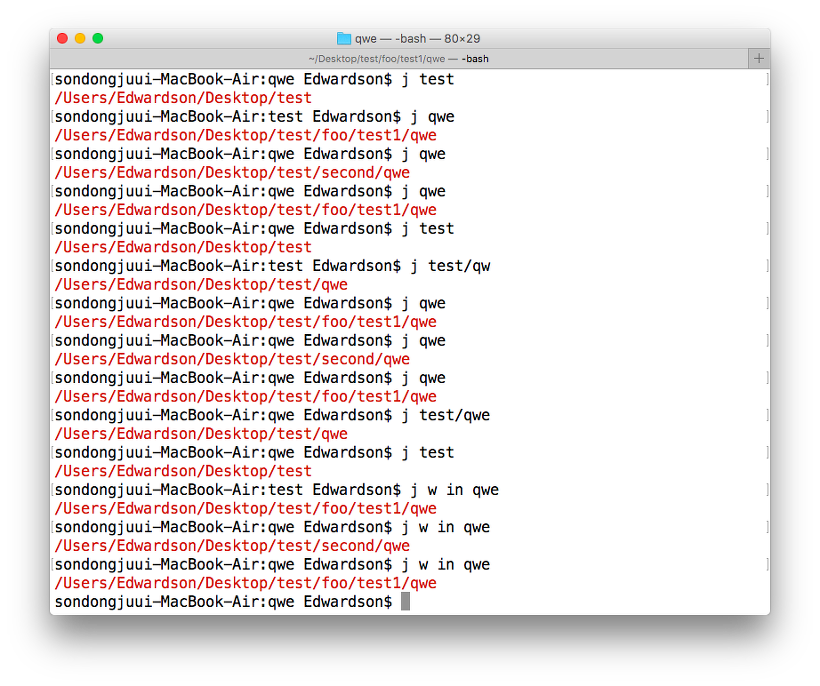 qwe — -bash — 80×29
~/Desktop/test/foo/test1/qwe — -bash
sondongjuui-MacBook-Air:qwe Edwardson$ j test
/Users/Edwardson/Desktop/test
sondongjuui-MacBook-Air:test Edwardson$ j qwe
/Users/Edwardson/Desktop/test/foo/test1/qwe
sondongjuui-MacBook-Air:qwe Edwardson$ j qwe
/Users/Edwardson/Desktop/test/second/qwe
sondongjuui-MacBook-Air:qwe Edwardson$ j qwe
/Users/Edwardson/Desktop/test/foo/test1/qwe
sondongjuui-MacBook-Air:qwe Edwardson$ j test
/Users/Edwardson/Desktop/test
sondongjuui-MacBook-Air:test Edwardson$ j test/qw
/Users/Edwardson/Desktop/test/qwe
sondongjuui-MacBook-Air:qwe Edwardson$ j qwe
/Users/Edwardson/Desktop/test/foo/test1/qwe
sondongjuui-MacBook-Air:qwe Edwardson$ j qwe
/Users/Edwardson/Desktop/test/second/qwe
sondongjuui-MacBook-Air:qwe Edwardson$ j qwe
/Users/Edwardson/Desktop/test/foo/test1/qwe
sondongjuui-MacBook-Air:qwe Edwardson$ j test/qwe
/Users/Edwardson/Desktop/test/qwe
sondongjuui-MacBook-Air:qwe Edwardson$ j test
/Users/Edwardson/Desktop/test
sondongjuui-MacBook-Air:test Edwardson$ j w in qwe
/Users/Edwardson/Desktop/test/foo/test1/qwe
sondongjuui-MacBook-Air:qwe Edwardson$ j w in qwe
/Users/Edwardson/Desktop/test/second/qwe
sondongjuui-MacBook-Air:qwe Edwardson$ j w in qwe
/Users/Edwardson/Desktop/test/foo/test1/qwe
sondongjuui-MacBook-Air:qwe Edwardson$